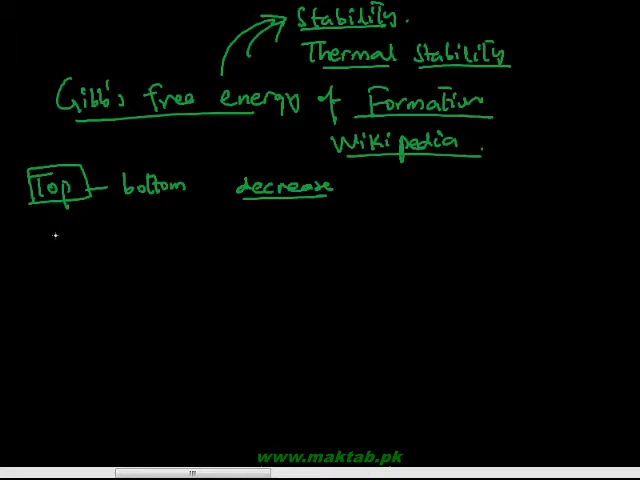 Stability.
Thermal Stability
Gibb's free energy of Formation
Wikipedia.
Top - bottom decrease
www.maktab.pk